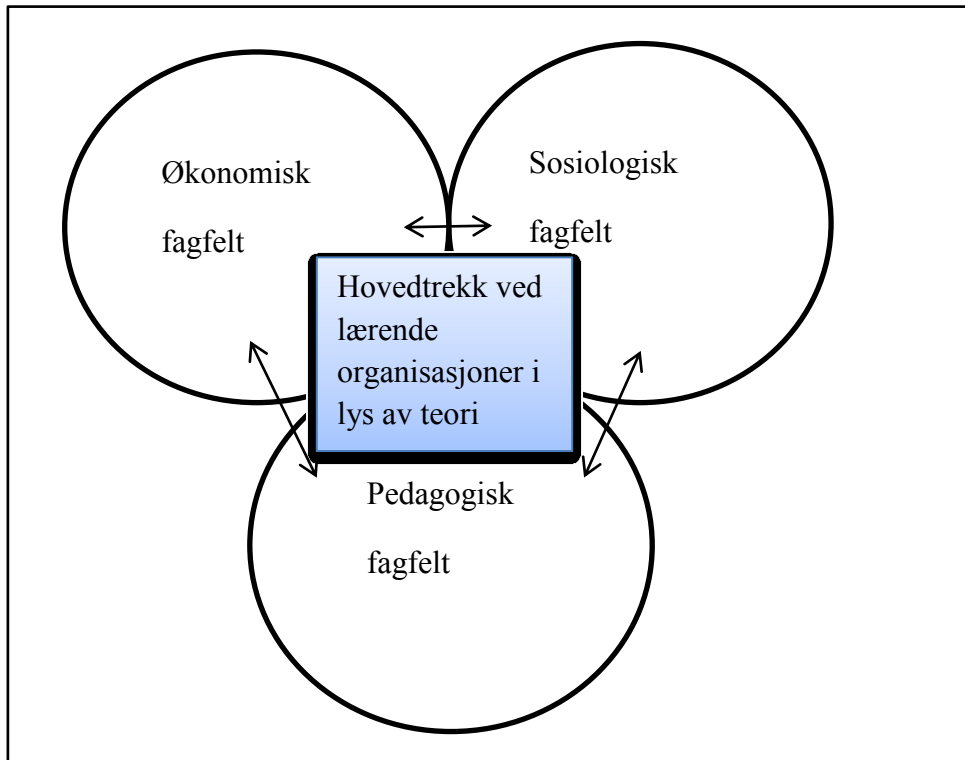 Økonomisk
fagfelt
Sosiologisk
fagfelt
Hovedtrekk ved
lærende
organisasjoner i
lys av teori
Pedagogisk
fagfelt